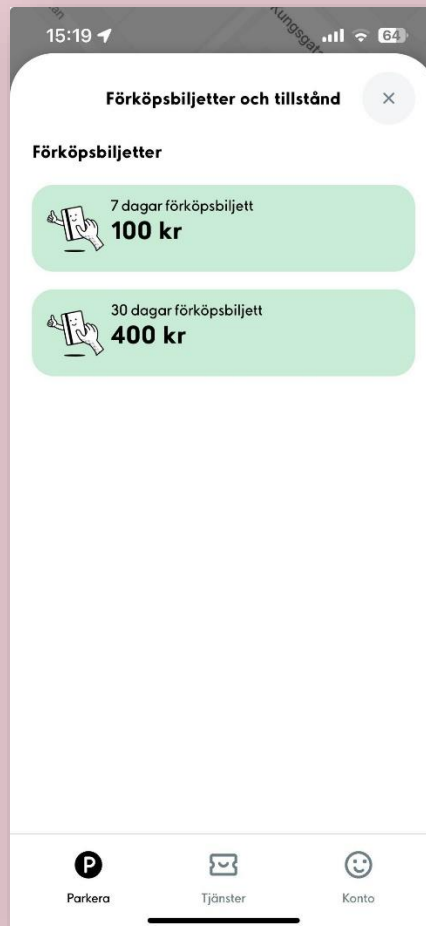 15:19
Kungsgat
64
Förköpsbiljetter och tillstånd
Förköpsbiljetter
7 dagar förköpsbiljett
100 kr
30 dagar förköpsbiljett
400 kr
P
Parkera
Tjänster
Konto